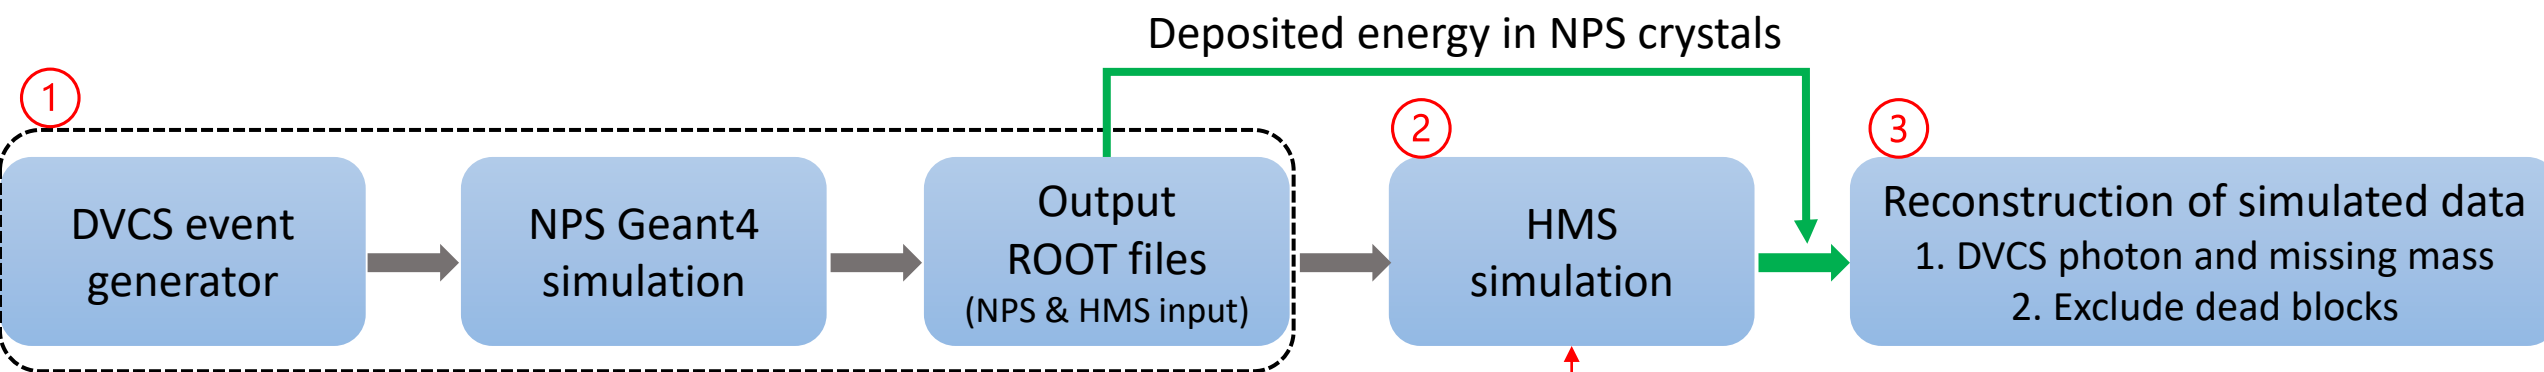 Deposited energy in NPS crystals
1
2
3
DVCS event
generator
NPS Geant4
simulation
Output
ROOT files
(NPS & HMS input)
HMS
simulation
Reconstruction of simulated data
1. DVCS photon and missing mass
2. Exclude dead blocks